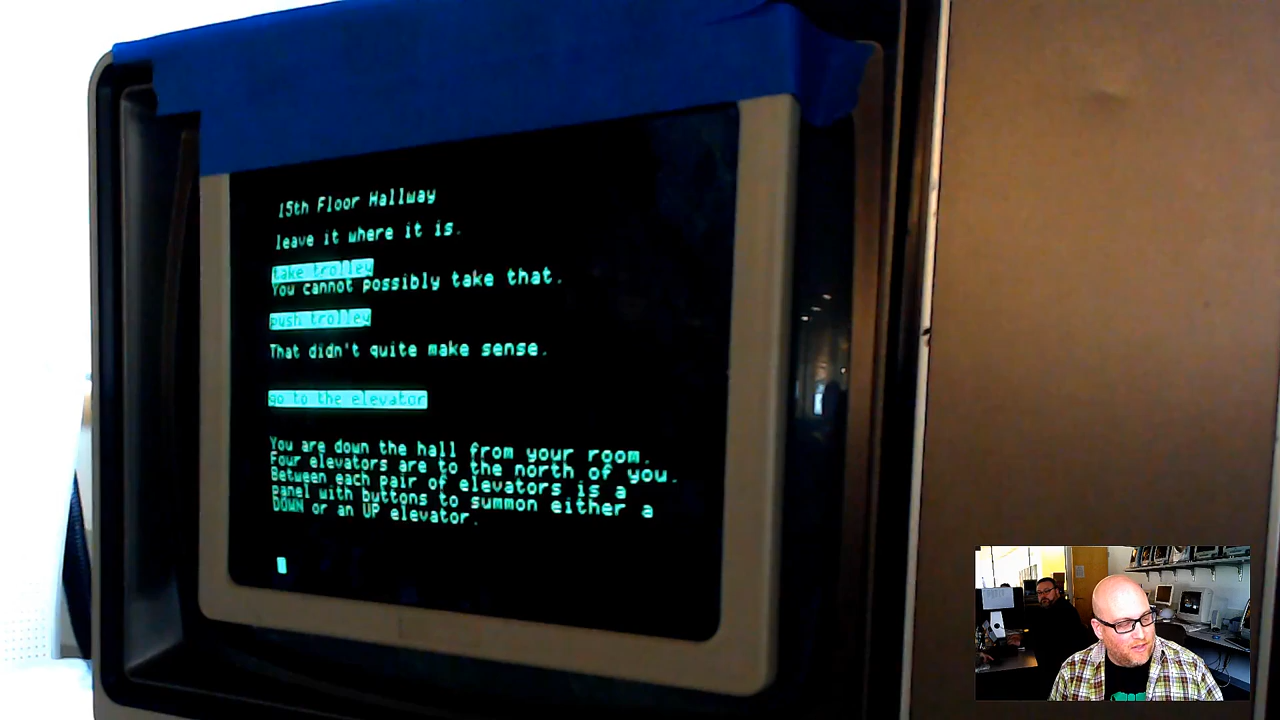 15th Floor Hallway
leave it where it is.
take trolley
You cannot possibly take that.
push trolley
That didn't quite make sense.
go to the elevator
You are down the hall from your room.
Four elevators are to the north of you.
Between each pair of elevators is a
panel with buttons to summon either a
DOWN or an UP elevator.